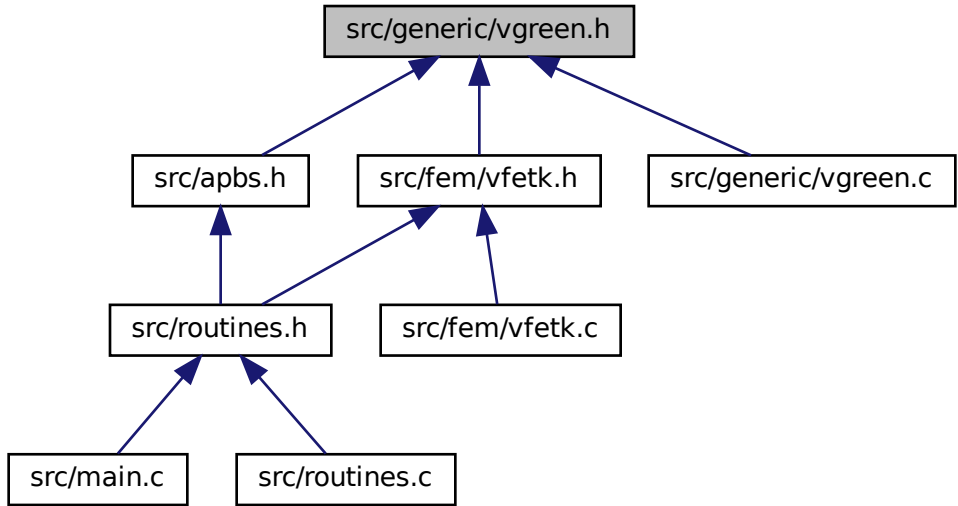 src/generic/vgreen.h
src/apbs.h
src/fem/vfetk.h
src/generic/vgreen.c
src/routines.h
src/fem/vfetk.c
src/main.c
src/routines.c